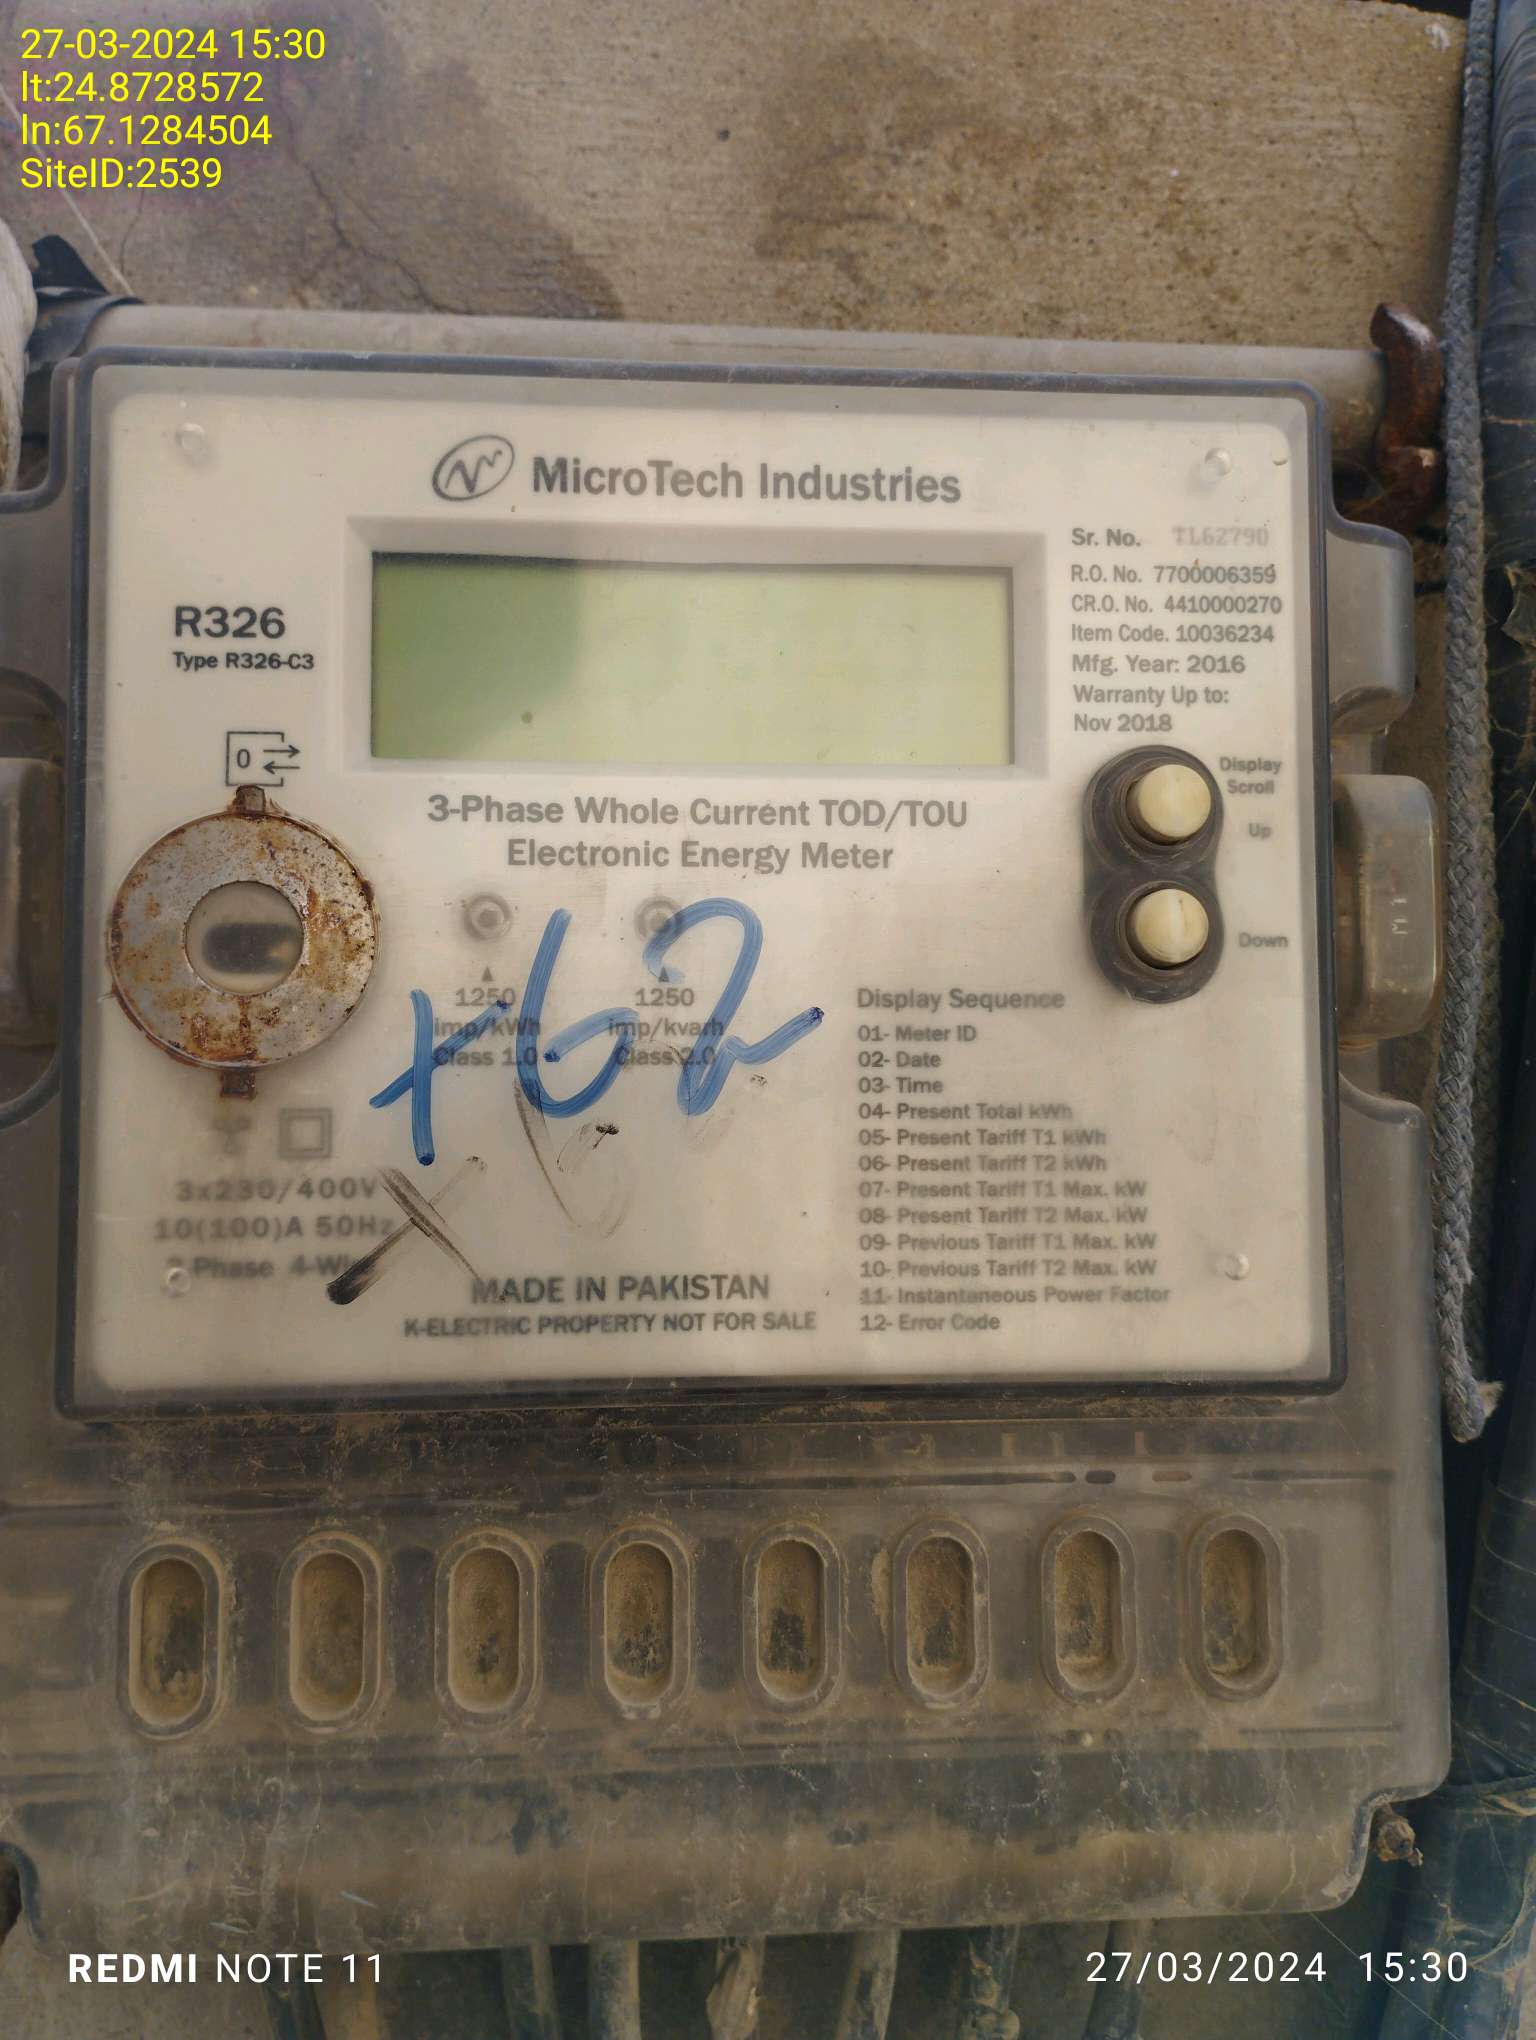 27-03-2024 15:30
lt:24.8728572
ln:67.1284504
SiteID:2539
MicroTech Industries
Sr. No. TL62790
R.O. No. 7700006359
CR.O. No. 4410000270
Item Code. 10036234
Mfg. Year: 2016
Warranty Up to:
Nov 2018
R326
Type R326-C3
0
Display
Scroll
Up
Down
3-Phase Whole Current TOD/TOU
Electronic Energy Meter
1250
imp/kWh
Class 1.0
1250
imp/kvarh
Class 2.0
3x230/400V
10(100)A 50Hz
Phase 4-Wi
Display Sequence
01- Meter ID
02- Date
03- Time
04- Present Total kWh
05- Present Tariff T1 kWh
06- Present Tariff T2 kWh
07- Present Tariff T1 Max. kW
08- Present Tariff T2 Max. kW
09- Previous Tariff T1 Max. kW
10- Previous Tariff T2 Max. kW
11- Instantaneous Power Factor
12- Error Code
MADE IN PAKISTAN
K-ELECTRIC PROPERTY NOT FOR SALE
REDMI NOTE 11
27/03/2024 15:30